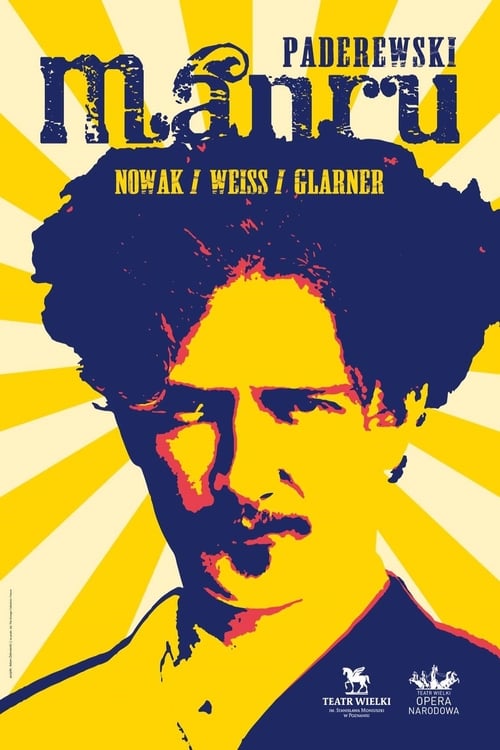 PADEREWSKI
manru
NOWAK / WEISS / GLARNER
TEATR WIELKI
IM. STANISŁAWA MONIUSZKI
W POZNANIU
TEATR WIELKI
OPERA
NARODOWA